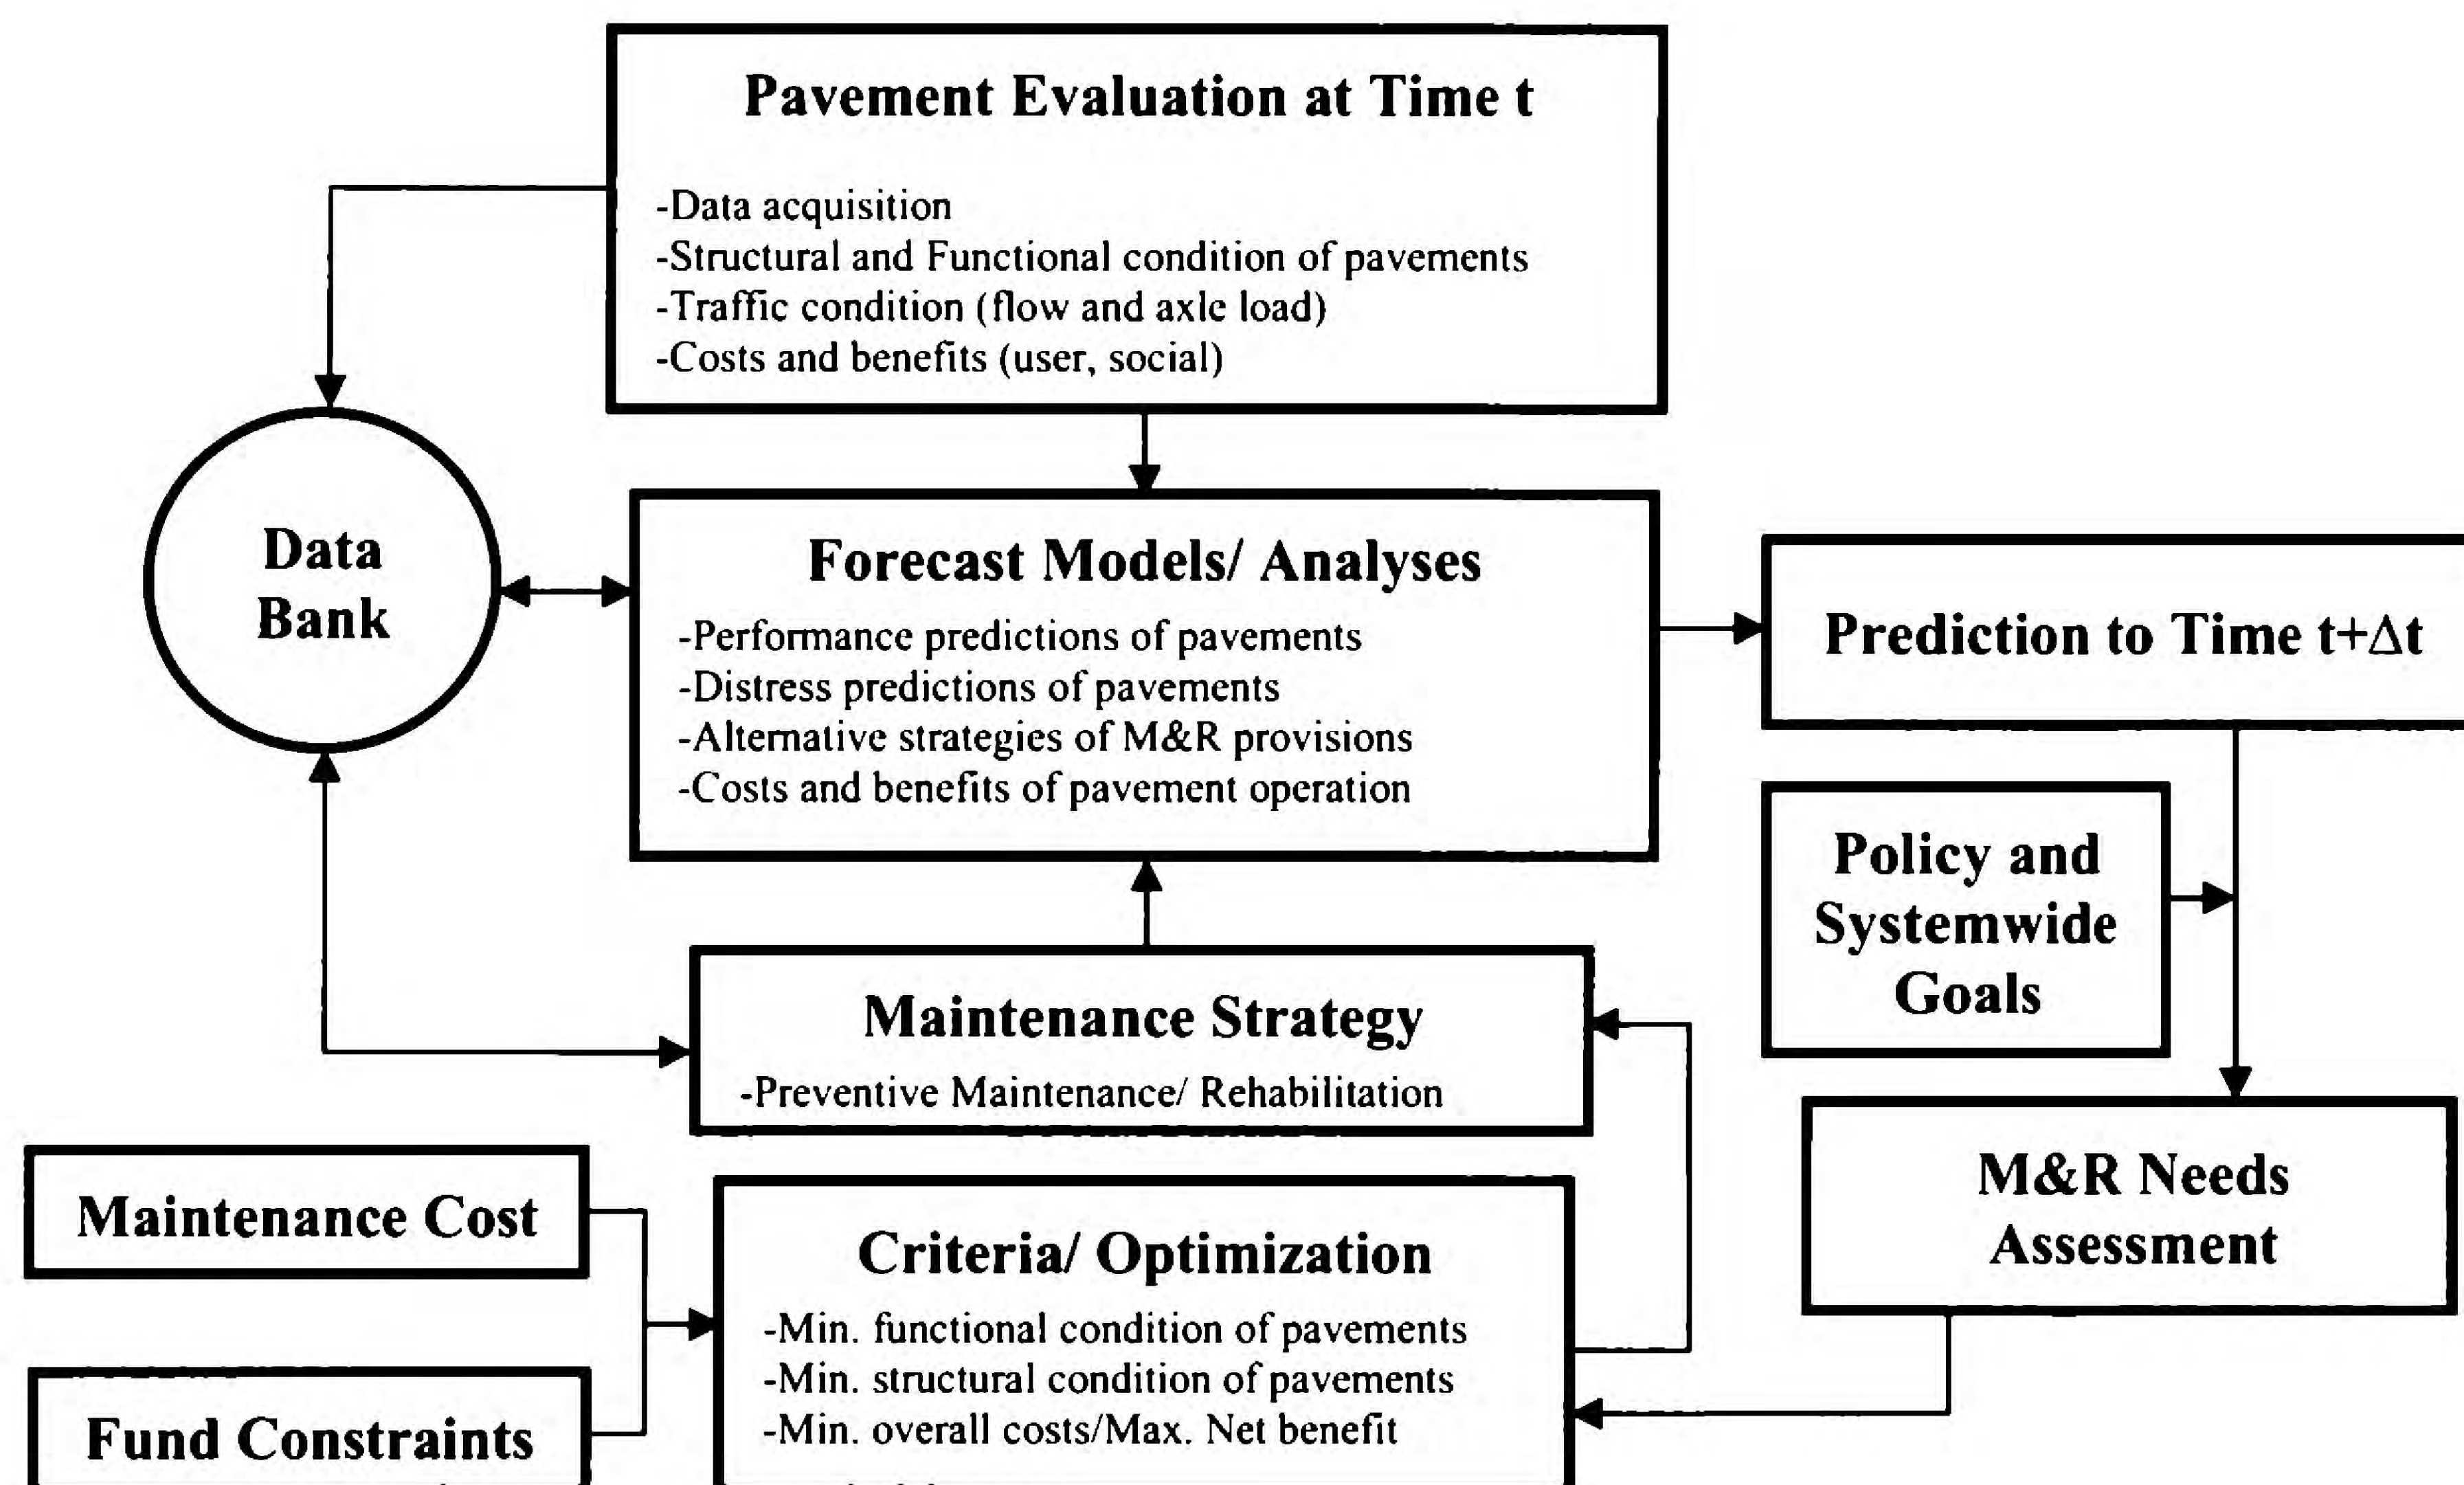 Pavement Evaluation at Time t
-Data acquisition
-Structural and Functional condition of pavements
-Traffic condition (flow and axle load)
-Costs and benefits (user, social)
Data
Bank
Forecast Models/ Analyses
-Performance predictions of pavements
-Distress predictions of pavements
-Alternative strategies of M&R provisions
-Costs and benefits of pavement operation
Prediction to Time t+Δt
Policy and
Systemwide
Goals
Maintenance Strategy
-Preventive Maintenance/ Rehabilitation
M&R Needs
Assessment
Maintenance Cost
Fund Constraints
Criteria/ Optimization
-Min. functional condition of pavements
-Min. structural condition of pavements
-Min. overall costs/Max. Net benefit